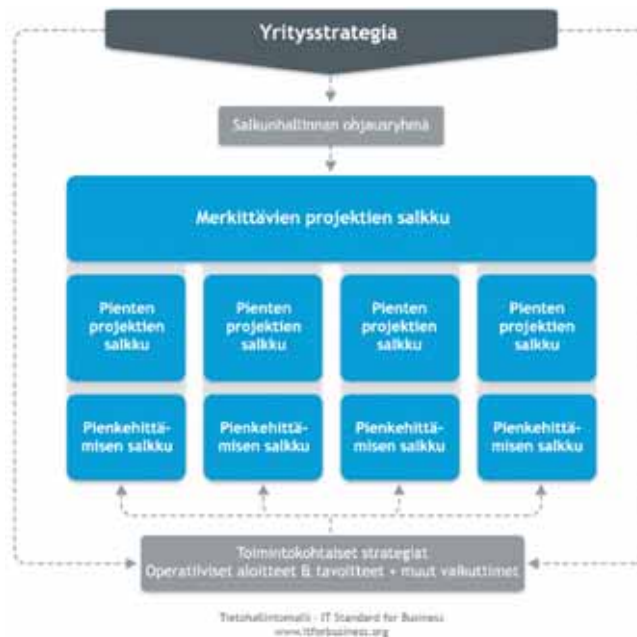 Yritysstrategia
Salkunhallinnan ohjausryhmä
Merkittävien projektien salkku
Pienten Pienten Pienten Pienten
projektien projektien projektien projektien
salkku salkku salkku salkku
Pienkehittä- Pienkehittä- Pienkehittä- Pienkehittä-
misen salkku misen salkku misen salkku misen salkku
Toimintokohtaiset strategiat
Operatiiviset aloitteet & tavoitteet + muut vaikuttimet
Tietohallintomalli - IT Standard for Business
www.itforbusiness.org